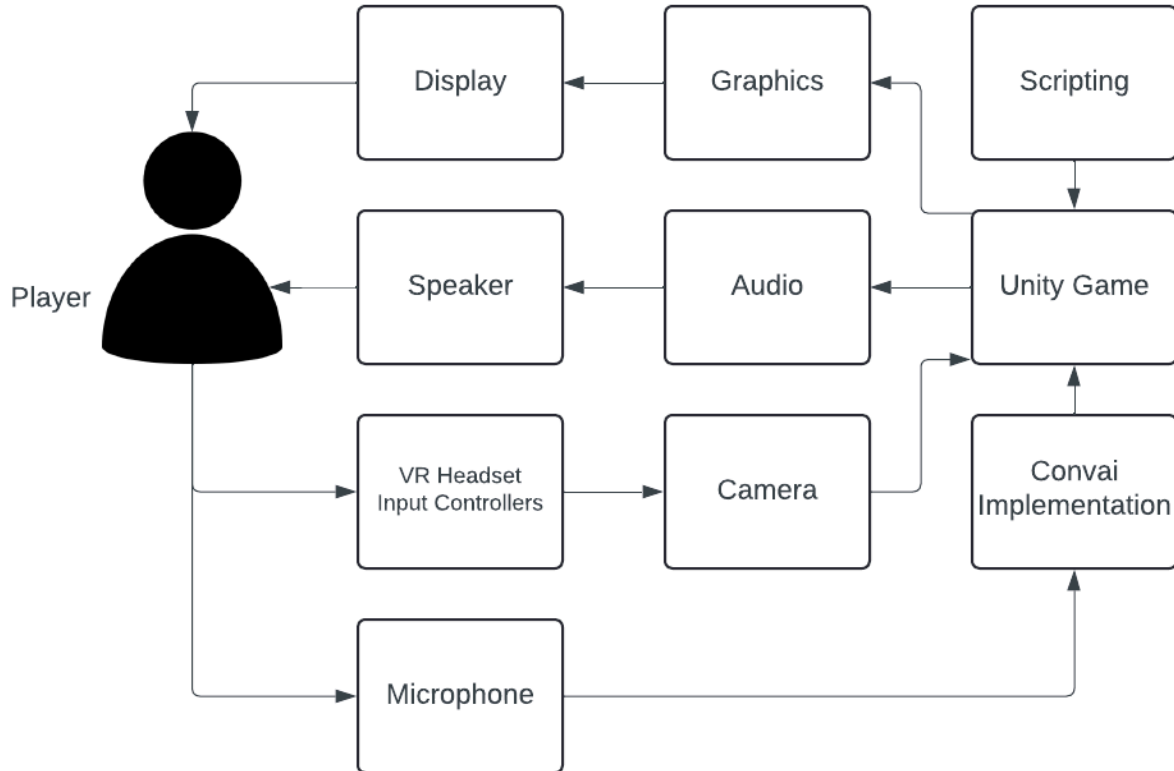 Display
Graphics
Scripting
Player
Speaker
Audio
Unity Game
VR Headset
Input Controllers
Camera
Convai
Implementation
Microphone